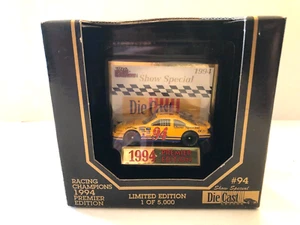 Show Special
1994
Die Cast
94
1994
RACING
CHAMPIONS
1994
PREMIER
EDITION
LIMITED EDITION
1 OF 5,000
#94
Show Special
Die Cast